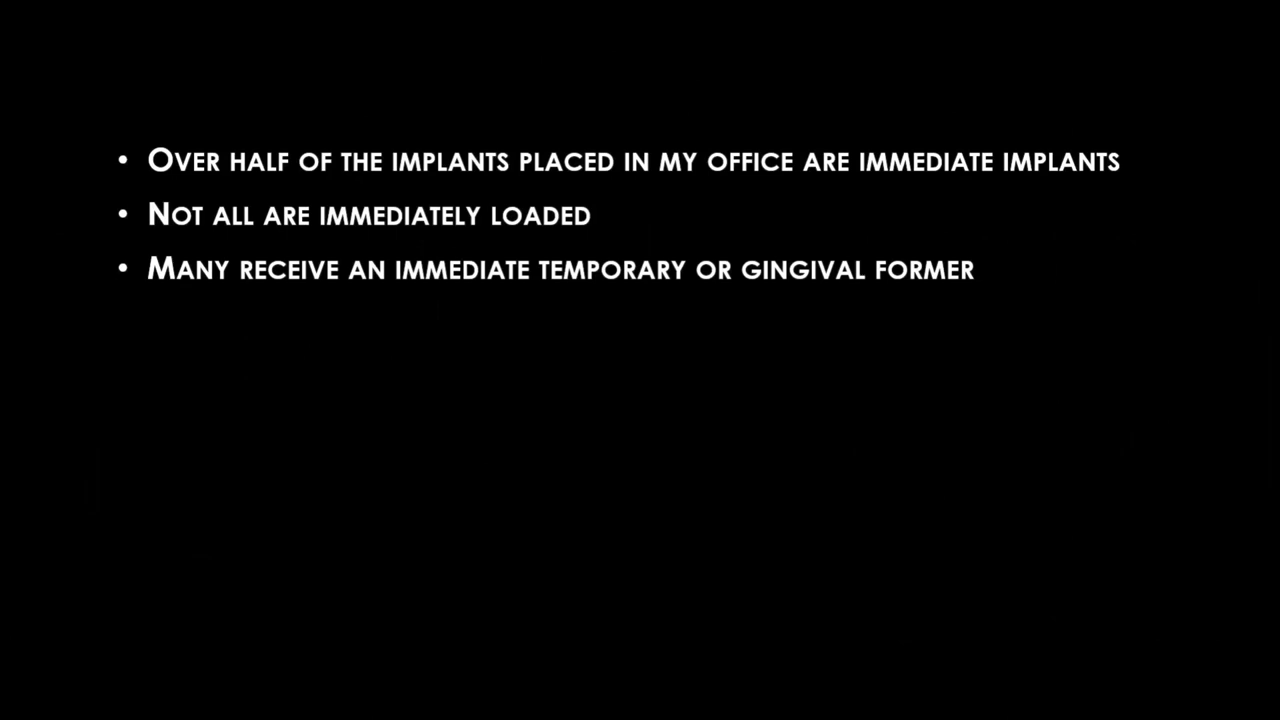 • Over half of the implants placed in my office are immediate implants
• Not all are immediately loaded
• Many receive an immediate temporary or gingival former